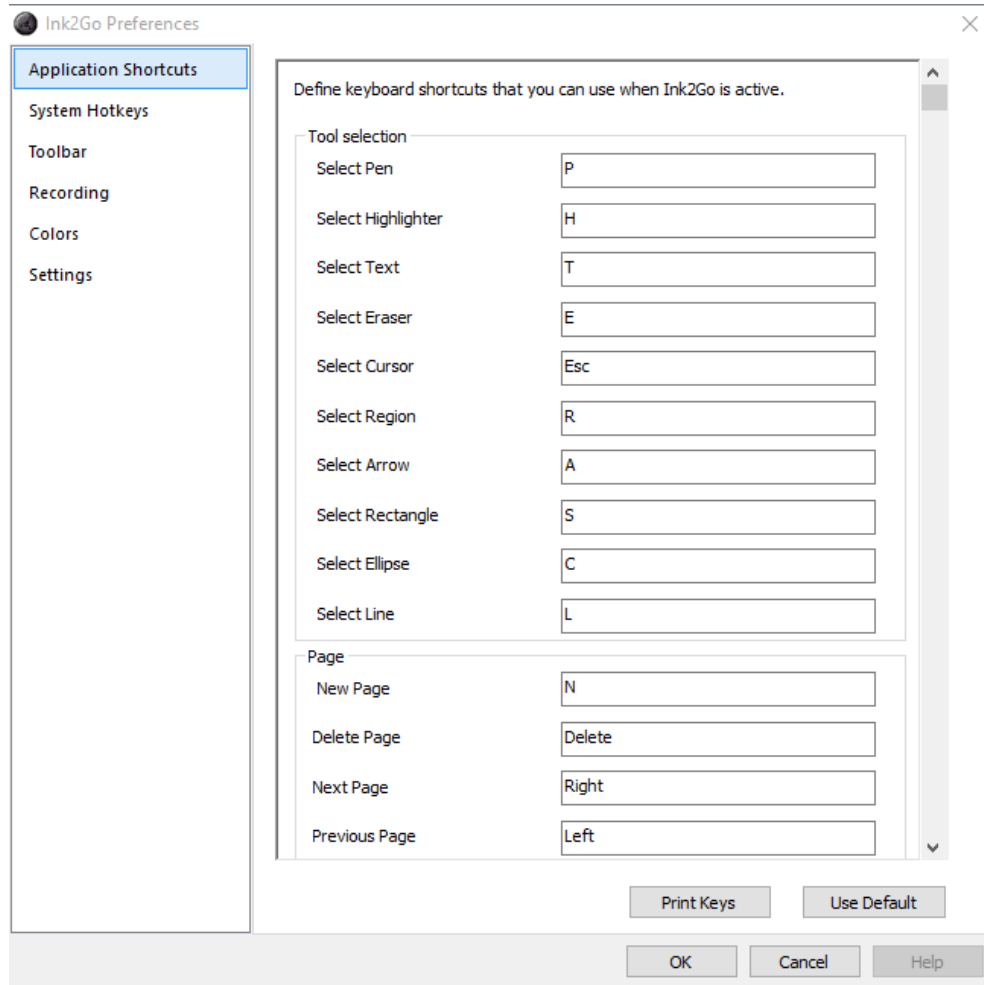 Ink2Go Preferences
Application Shortcuts
System Hotkeys
Toolbar
Recording
Colors
Settings
Define keyboard shortcuts that you can use when Ink2Go is active.
Tool selection
Select Pen P
Select Highlighter H
Select Text T
Select Eraser E
Select Cursor Esc
Select Region R
Select Arrow A
Select Rectangle S
Select Ellipse C
Select Line L
Page
New Page N
Delete Page Delete
Next Page Right
Previous Page Left
Print Keys Use Default
OK Cancel Help